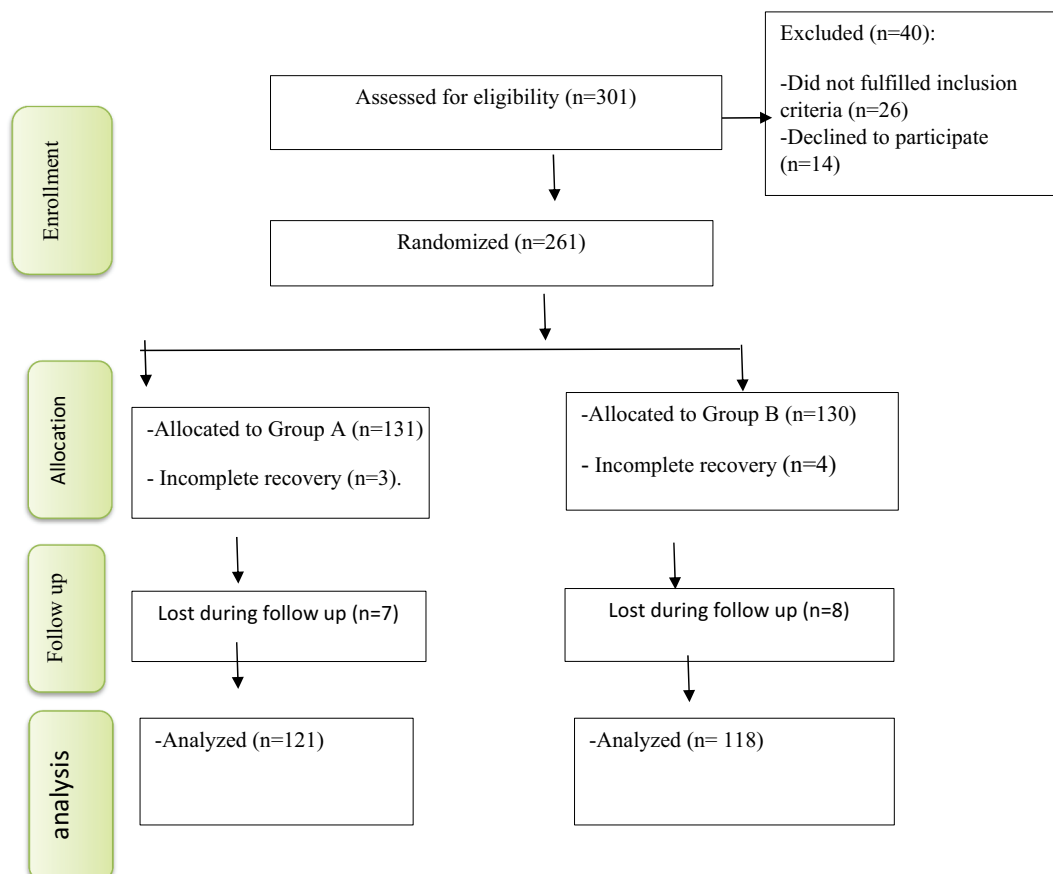 Excluded (n=40):
-Did not fulfilled inclusion
criteria (n=26)
-Declined to participate
(n=14)
Assessed for eligibility (n=301)
Enrollment
Randomized (n=261)
Allocation
-Allocated to Group A (n=131)
- Incomplete recovery (n=3).
-Allocated to Group B (n=130)
- Incomplete recovery (n=4)
Follow up
Lost during follow up (n=7)
Lost during follow up (n=8)
analysis
-Analyzed (n=121)
-Analyzed (n= 118)